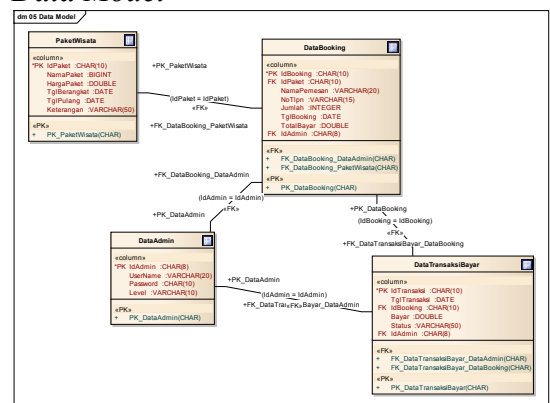 Data Model
dm 05 Data Model
PaketWisata
«column»
*PK IdPaket :CHAR(10)
NamaPaket :BIGINT
HargaPaket :DOUBLE
TglBerangkat :DATE
TglPulang :DATE
Keterangan :VARCHAR(50)
«PK»
+ PK_PaketWisata(CHAR)
+PK_PaketWisata
(IdPaket = IdPaket)
«FK»
+FK_DataBooking_PaketWisata
DataBooking
«column»
*PK IdBooking :CHAR(10)
FK IdPaket :CHAR(10)
NamaPemesan :VARCHAR(20)
NoTlpn :VARCHAR(15)
Jumlah :INTEGER
TglBooking :DATE
TotalBayar :DOUBLE
FK IdAdmin :CHAR(8)
«FK»
+ FK_DataBooking_DataAdmin(CHAR)
+ FK_DataBooking_PaketWisata(CHAR)
«PK»
+ PK_DataBooking(CHAR)
+FK_DataBooking_DataAdmin
(IdAdmin = IdAdmin)
«FK»
+PK_DataAdmin
+PK_DataBooking
(IdBooking = IdBooking)
«FK»
+FK_DataTransaksiBayar_DataBooking
DataAdmin
«column»
*PK IdAdmin :CHAR(8)
UserName :VARCHAR(20)
Password :CHAR(10)
Level :VARCHAR(10)
«PK»
+ PK_DataAdmin(CHAR)
+PK_DataAdmin
(IdAdmin = IdAdmin)
+FK_DataTra «FK» Bayar_DataAdmin
DataTransaksiBayar
«column»
*PK IdTransaksi :CHAR(10)
TglTransaksi :DATE
FK IdBooking :CHAR(10)
Bayar :DOUBLE
Status :VARCHAR(50)
FK IdAdmin :CHAR(8)
«FK»
+ FK_DataTransaksiBayar_DataAdmin(CHAR)
+ FK_DataTransaksiBayar_DataBooking(CHAR)
«PK»
+ PK_DataTransaksiBayar(CHAR)